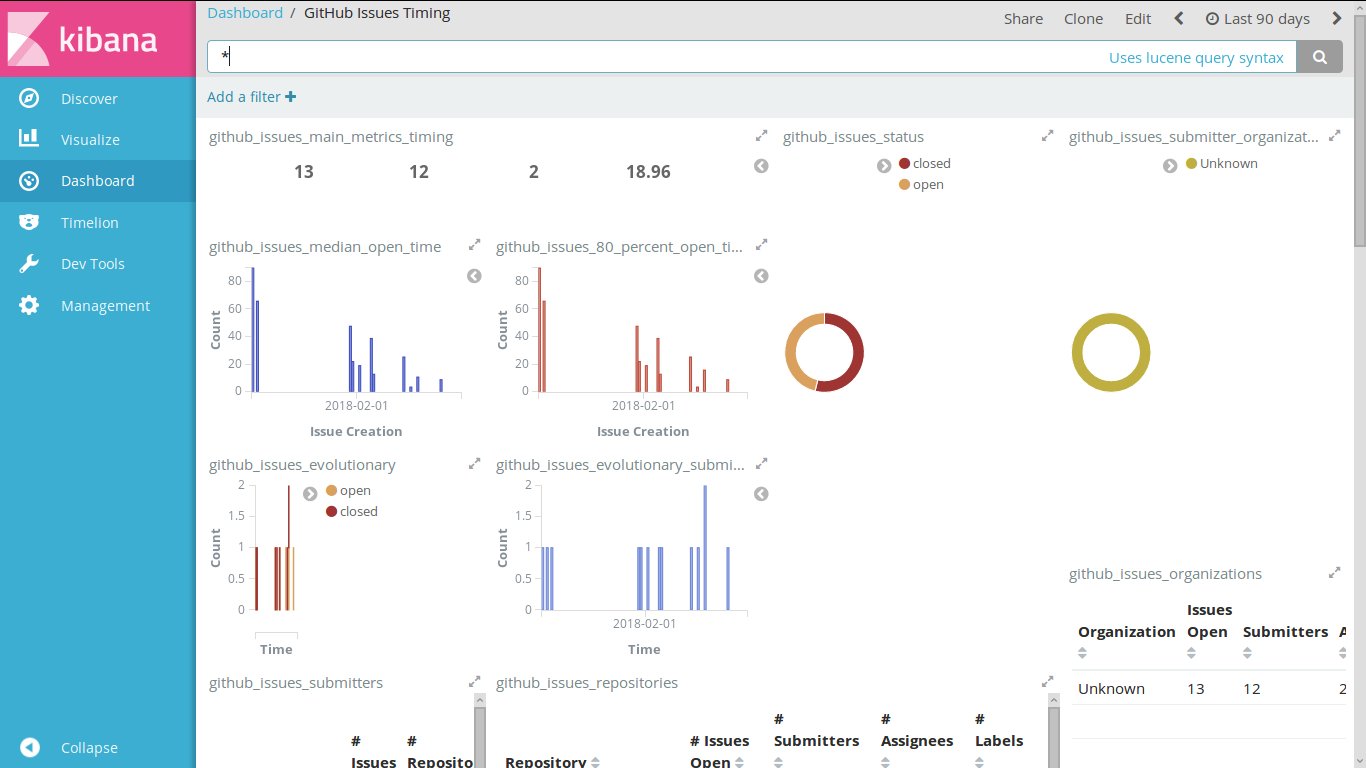 kibana
Discover
Visualize
Dashboard
Timelion
Dev Tools
Management
Collapse
Dashboard / GitHub Issues Timing
Share Clone Edit Last 90 days
*
Uses lucene query syntax
Add a filter +
github_issues_main_metrics_timing
13 12 2 18.96
github_issues_status
closed
open
github_issues_submitter_organizat...
Unknown
github_issues_median_open_time
80
60
40
20
0
Count
2018-02-01
Issue Creation
github_issues_80_percent_open_ti...
80
60
40
20
0
Count
2018-02-01
Issue Creation
github_issues_evolutionary
open
closed
2
1.5
1
0.5
0
Count
Time
github_issues_evolutionary_submi...
2
1.5
1
0.5
0
Count
2018-02-01
Time
github_issues_organizations
Organization Issues Open Submitters A
Unknown 13 12 2
github_issues_submitters
# Issues # Reposito
github_issues_repositories
Repository # Issues Open # Submitters # Assignees # Labels